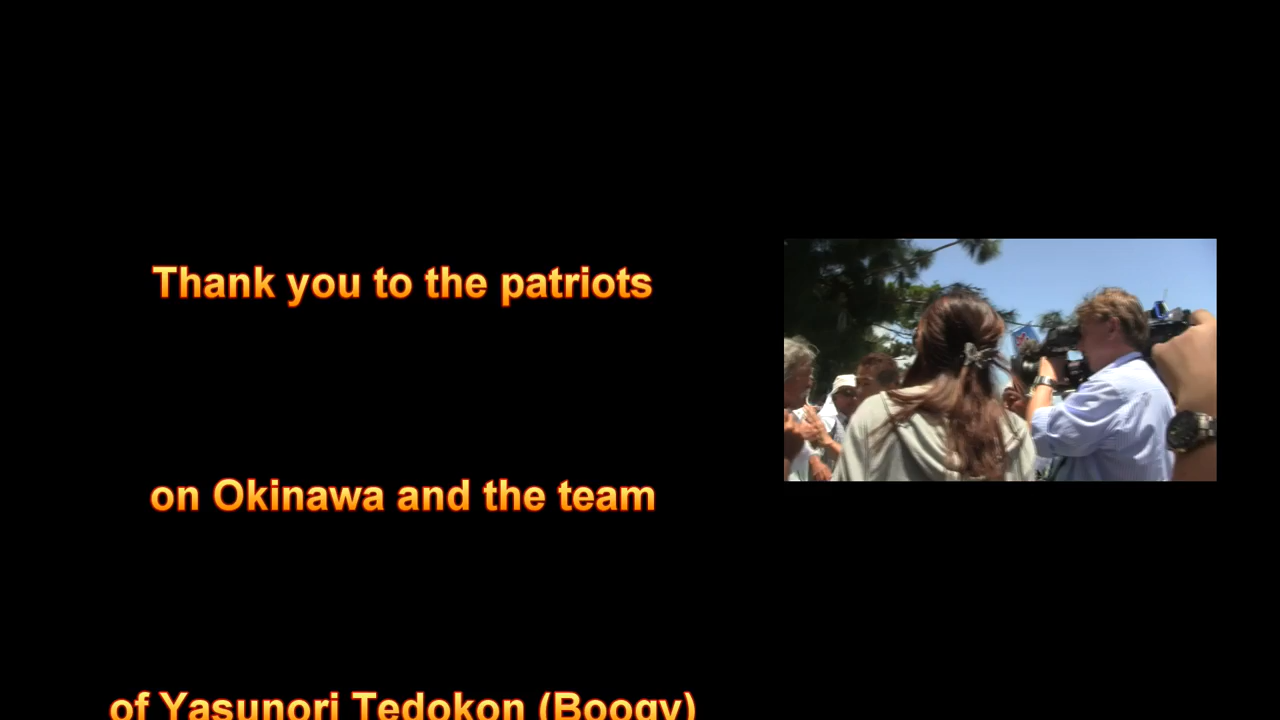 Thank you to the patriots
on Okinawa and the team
of Yasunori Tedokon (Boogy)